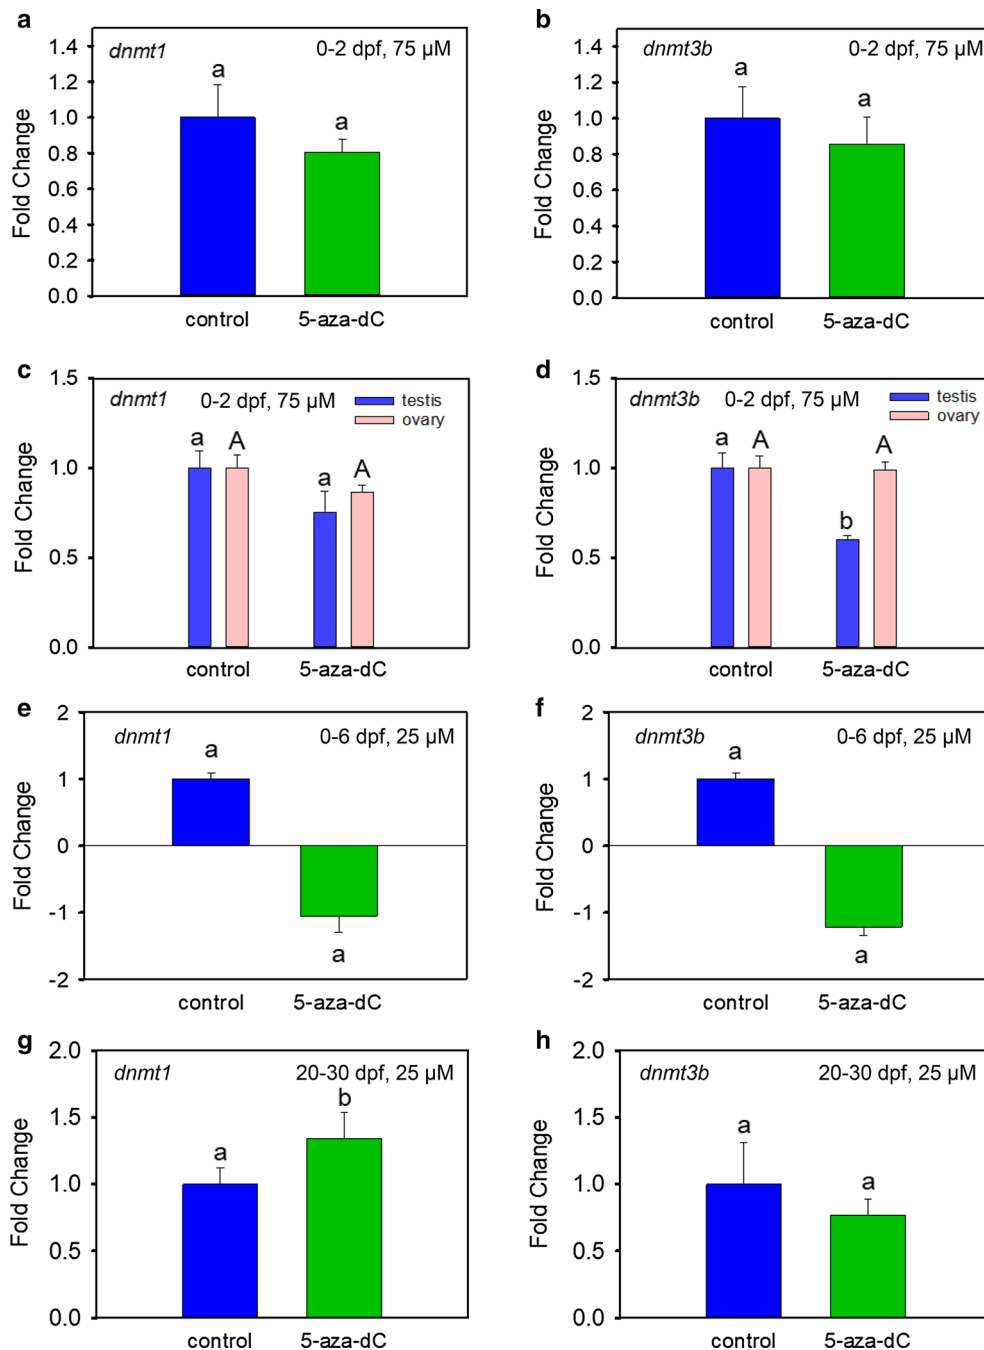 a
dnmt1
0-2 dpf, 75 µM
Fold Change
1.4
1.2
1.0
0.8
0.6
0.4
0.2
0.0
a
a
control
5-aza-dC
b
dnmt3b
0-2 dpf, 75 µM
Fold Change
1.4
1.2
1.0
0.8
0.6
0.4
0.2
0.0
a
a
control
5-aza-dC
c
dnmt1
0-2 dpf, 75 µM
testis
ovary
Fold Change
1.5
1.0
0.5
0.0
a
A
a
A
control
5-aza-dC
d
dnmt3b
0-2 dpf, 75 µM
testis
ovary
Fold Change
1.5
1.0
0.5
0.0
a
A
b
A
control
5-aza-dC
e
dnmt1
0-6 dpf, 25 µM
Fold Change
2
1
0
-1
-2
a
a
control
5-aza-dC
f
dnmt3b
0-6 dpf, 25 µM
Fold Change
2
1
0
-1
-2
a
a
control
5-aza-dC
g
dnmt1
20-30 dpf, 25 µM
Fold Change
2.0
1.5
1.0
0.5
0.0
a
b
control
5-aza-dC
h
dnmt3b
20-30 dpf, 25 µM
Fold Change
2.0
1.5
1.0
0.5
0.0
a
a
control
5-aza-dC